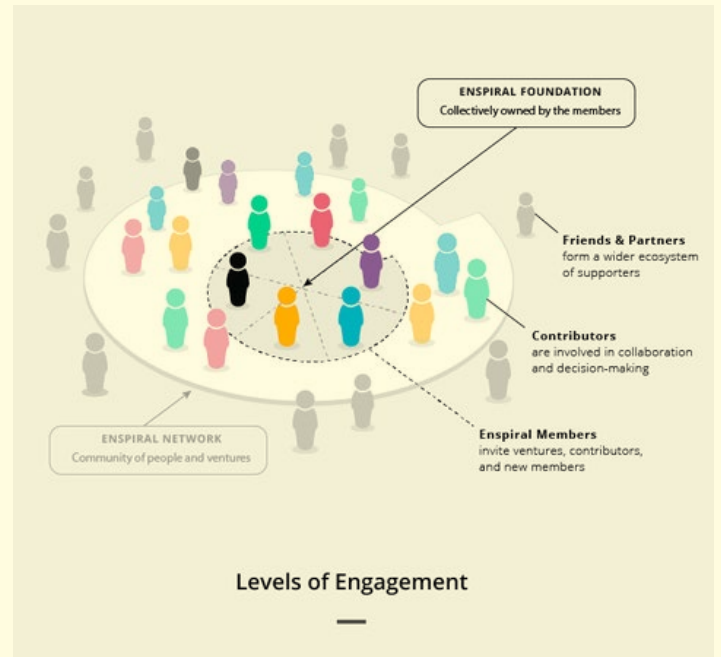 ENSPIRAL FOUNDATION
Collectively owned by the members
Friends & Partners
form a wider ecosystem
of supporters
Contributors
are involved in collaboration
and decision-making
Enspiral Members
invite ventures, contributors,
and new members
ENSPIRAL NETWORK
Community of people and ventures
Levels of Engagement